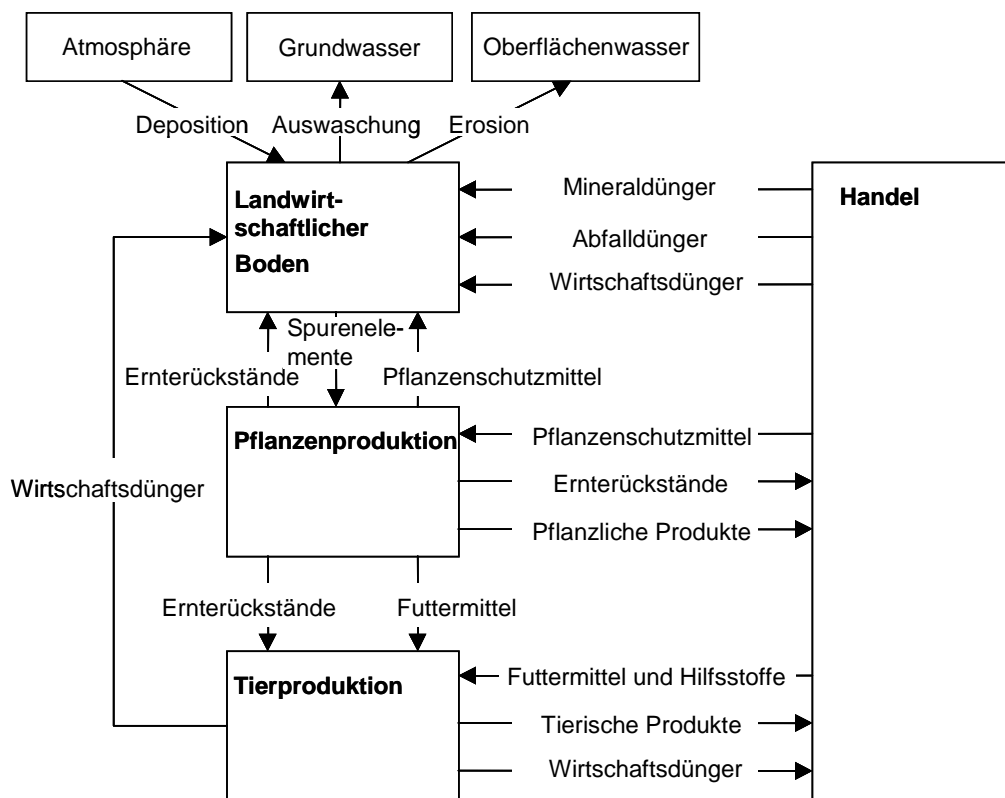 Atmosphäre
Grundwasser
Oberflächenwasser
Deposition
Auswaschung
Erosion
Landwirt-
schaftlicher
Boden
Mineraldünger
Abfalldünger
Wirtschaftsdünger
Handel
Spurenele-
mente
Ernterückstände
Pflanzenschutzmittel
Pflanzenproduktion
Pflanzenschutzmittel
Ernterückstände
Pflanzliche Produkte
Wirtschaftsdünger
Ernterückstände
Futtermittel
Tierproduktion
Futtermittel und Hilfsstoffe
Tierische Produkte
Wirtschaftsdünger